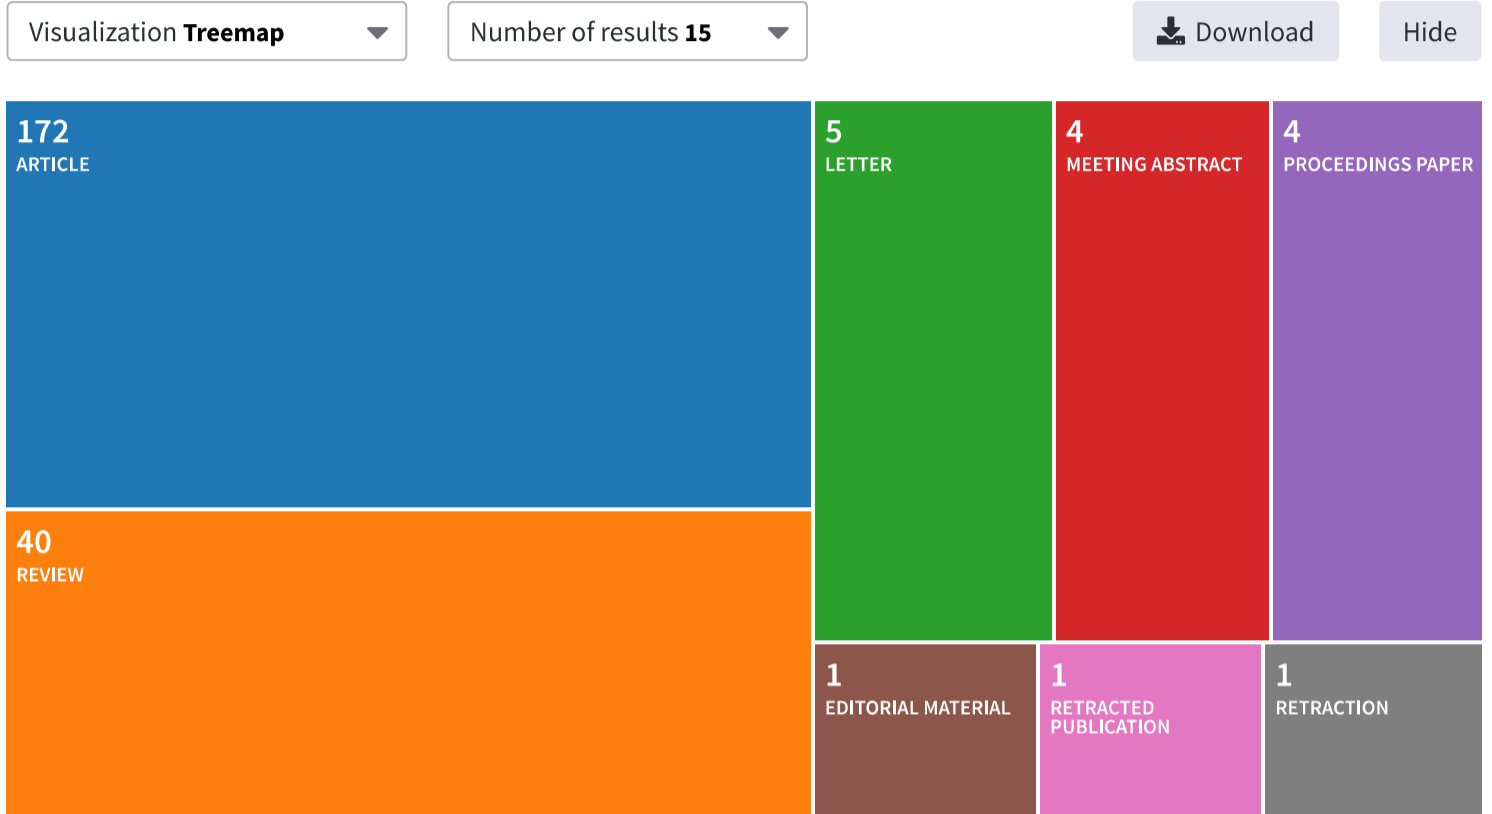 Visualization Treemap
Number of results 15
Download
Hide
172
ARTICLE
40
REVIEW
5
LETTER
4
MEETING ABSTRACT
4
PROCEEDINGS PAPER
1
EDITORIAL MATERIAL
1
RETRACTED
PUBLICATION
1
RETRACTION